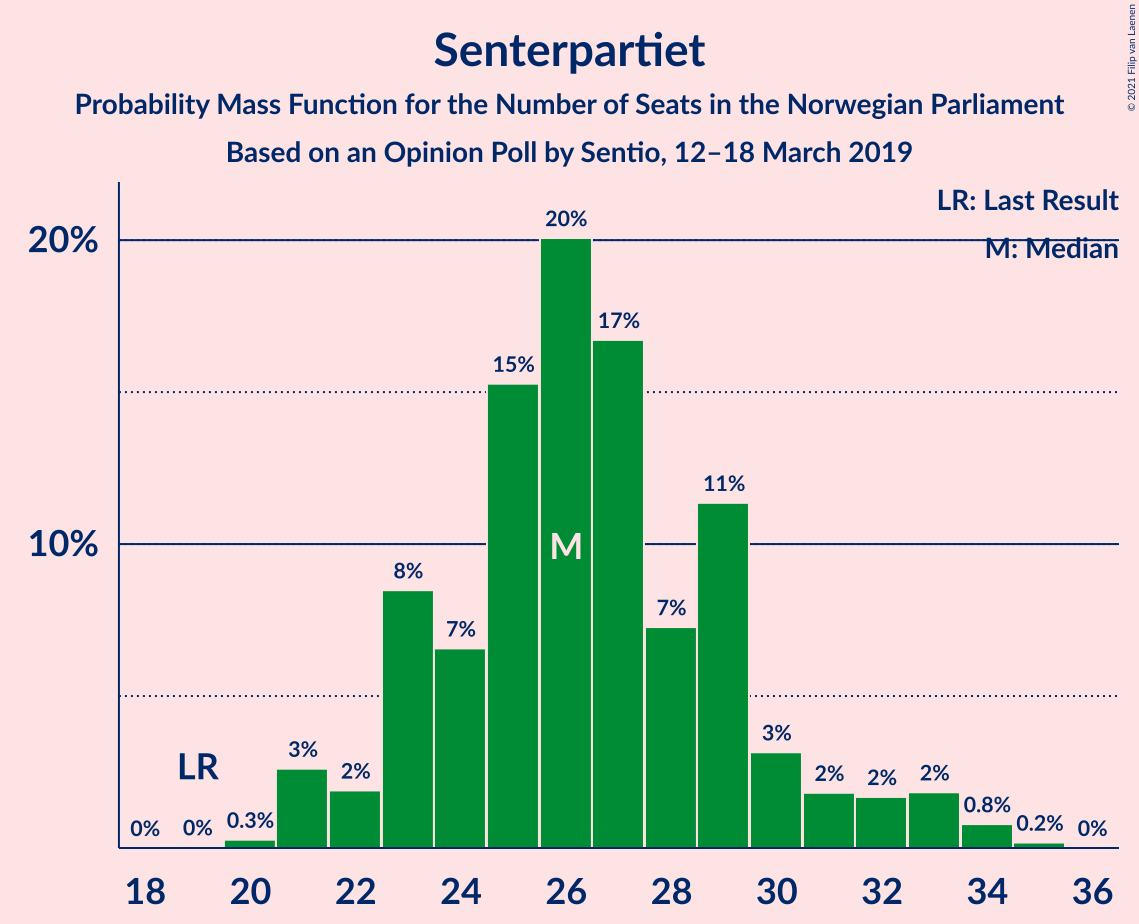 Senterpartiet
Probability Mass Function for the Number of Seats in the Norwegian Parliament
Based on an Opinion Poll by Sentio, 12–18 March 2019
© 2021 Filip van Laenen
LR: Last Result
M: Median
20%
10%
0%
0%
0.3%
3%
2%
8%
7%
15%
20%
17%
7%
11%
3%
2%
2%
2%
0.8%
0.2%
0%
LR
M
18 20 22 24 26 28 30 32 34 36